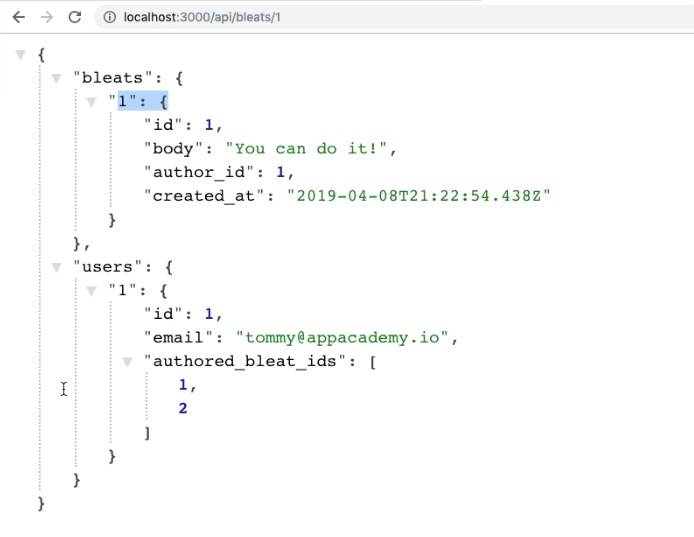 localhost:3000/api/bleats/1
{
"bleats": {
"1": {
"id": 1,
"body": "You can do it!",
"author_id": 1,
"created_at": "2019-04-08T21:22:54.438Z"
}
},
"users": {
"1": {
"id": 1,
"email": "tommy@appacademy.io",
"authored_bleat_ids": [
1,
2
]
}
}
}